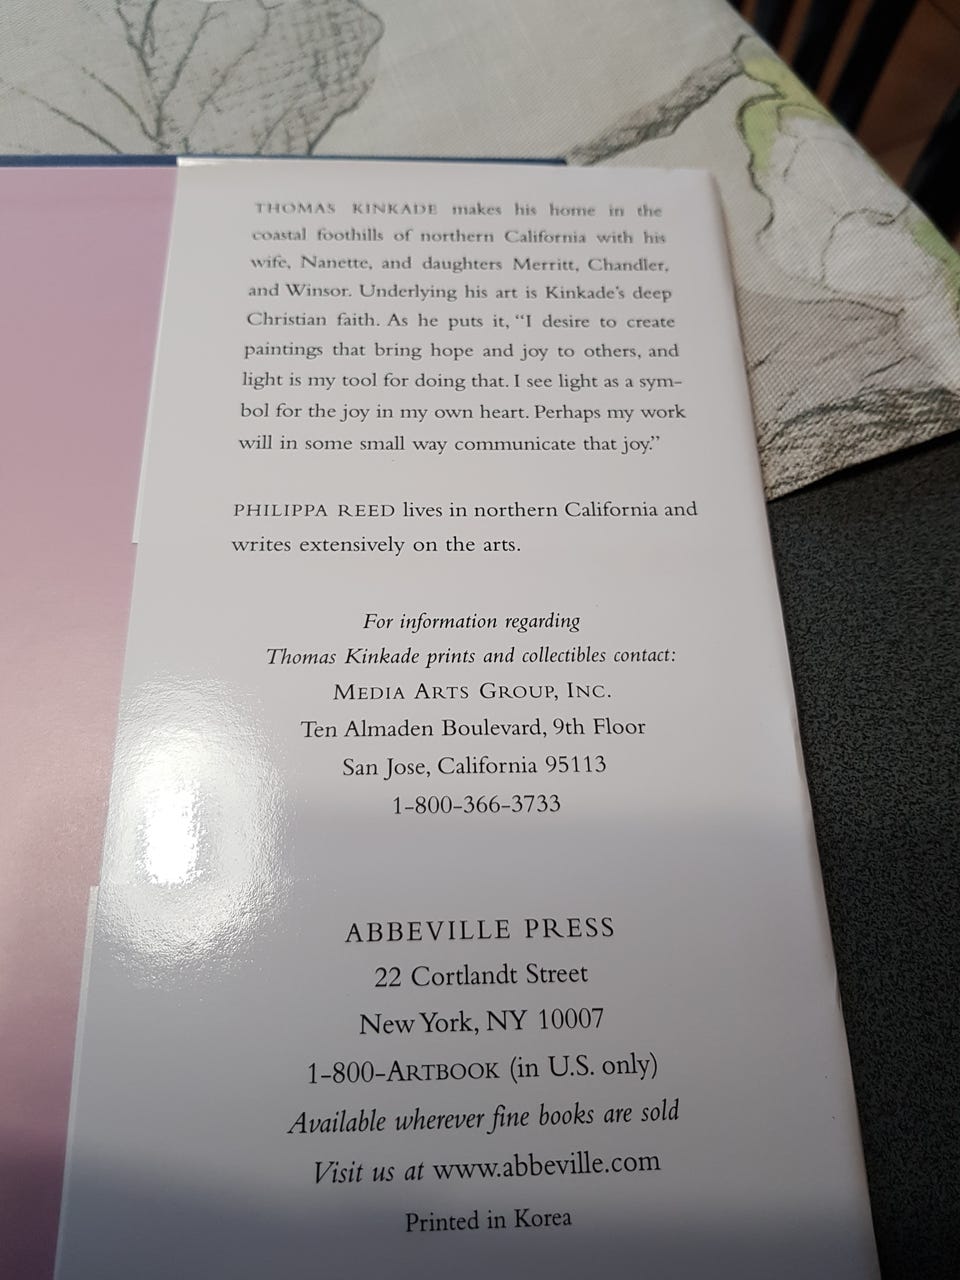 THOMAS KINKADE makes his home in the
coastal foothills of northern California with his
wife, Nanette, and daughters Merritt, Chandler,
and Winsor. Underlying his art is Kinkade's deep
Christian faith. As he puts it, “I desire to create
paintings that bring hope and joy to others, and
light is my tool for doing that. I see light as a sym-
bol for the joy in my own heart. Perhaps my work
will in some small way communicate that joy.”
PHILIPPA REED lives in northern California and
writes extensively on the arts.
For information regarding
Thomas Kinkade prints and collectibles contact:
MEDIA ARTS GROUP, INC.
Ten Almaden Boulevard, 9th Floor
San Jose, California 95113
1-800-366-3733
ABBEVILLE PRESS
22 Cortlandt Street
New York, NY 10007
1-800-ARTBOOK (in U.S. only)
Available wherever fine books are sold
Visit us at www.abbeville.com
Printed in Korea